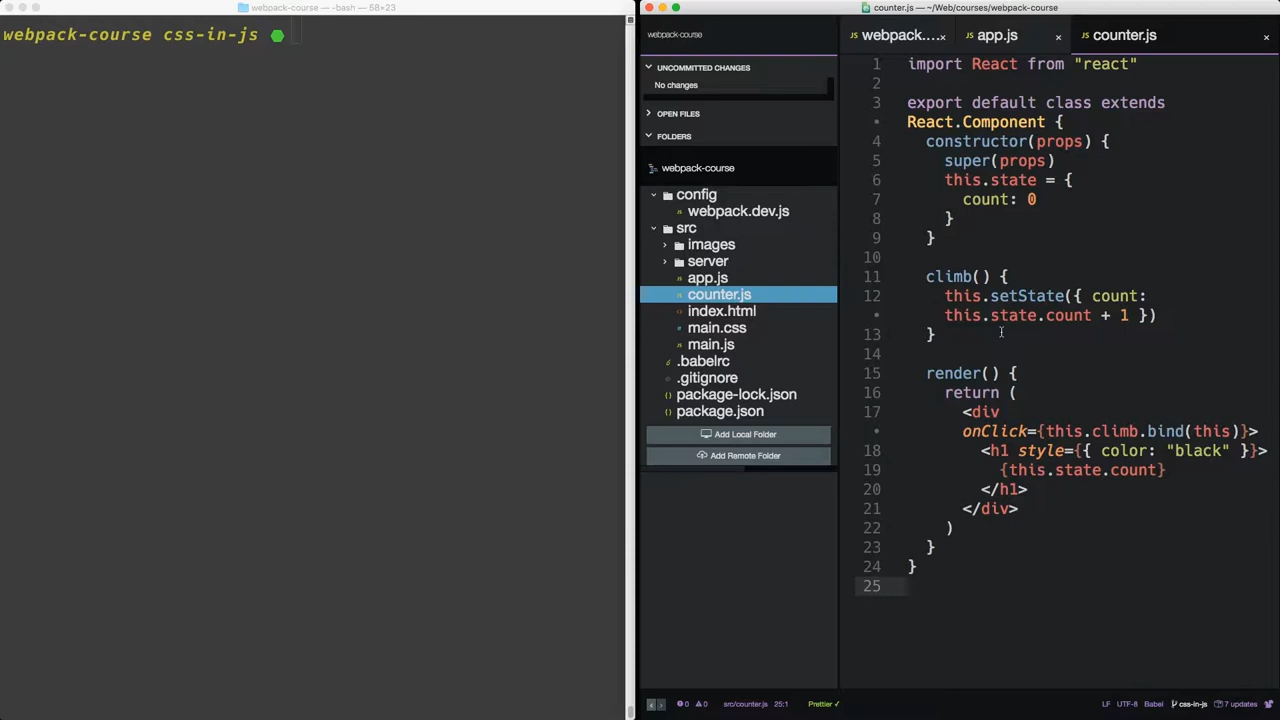 webpack-course — -bash — 58×23
webpack-course css-in-js
counter.js — ~/Web/courses/webpack-course
webpack-course
UNCOMMITTED CHANGES
No changes
OPEN FILES
FOLDERS
webpack-course
config
webpack.dev.js
src
images
server
app.js
counter.js
index.html
main.css
main.js
.babelrc
.gitignore
package-lock.json
package.json
Add Local Folder
Add Remote Folder
JS webpack.... ×
JS app.js ×
JS counter.js ×
1 import React from "react"
2
3 export default class extends
• React.Component {
4 constructor(props) {
5 super(props)
6 this.state = {
7 count: 0
8 }
9 }
10
11 climb() {
12 this.setState({ count:
• this.state.count + 1 })
13 }
14
15 render() {
16 return (
17 <div
• onClick={this.climb.bind(this)}>
18 <h1 style={{ color: "black" }}>
19 {this.state.count}
20 </h1>
21 </div>
22 )
23 }
24 }
25
0 0 src/counter.js 25:1 Prettier ✓ LF UTF-8 Babel css-in-js 7 updates